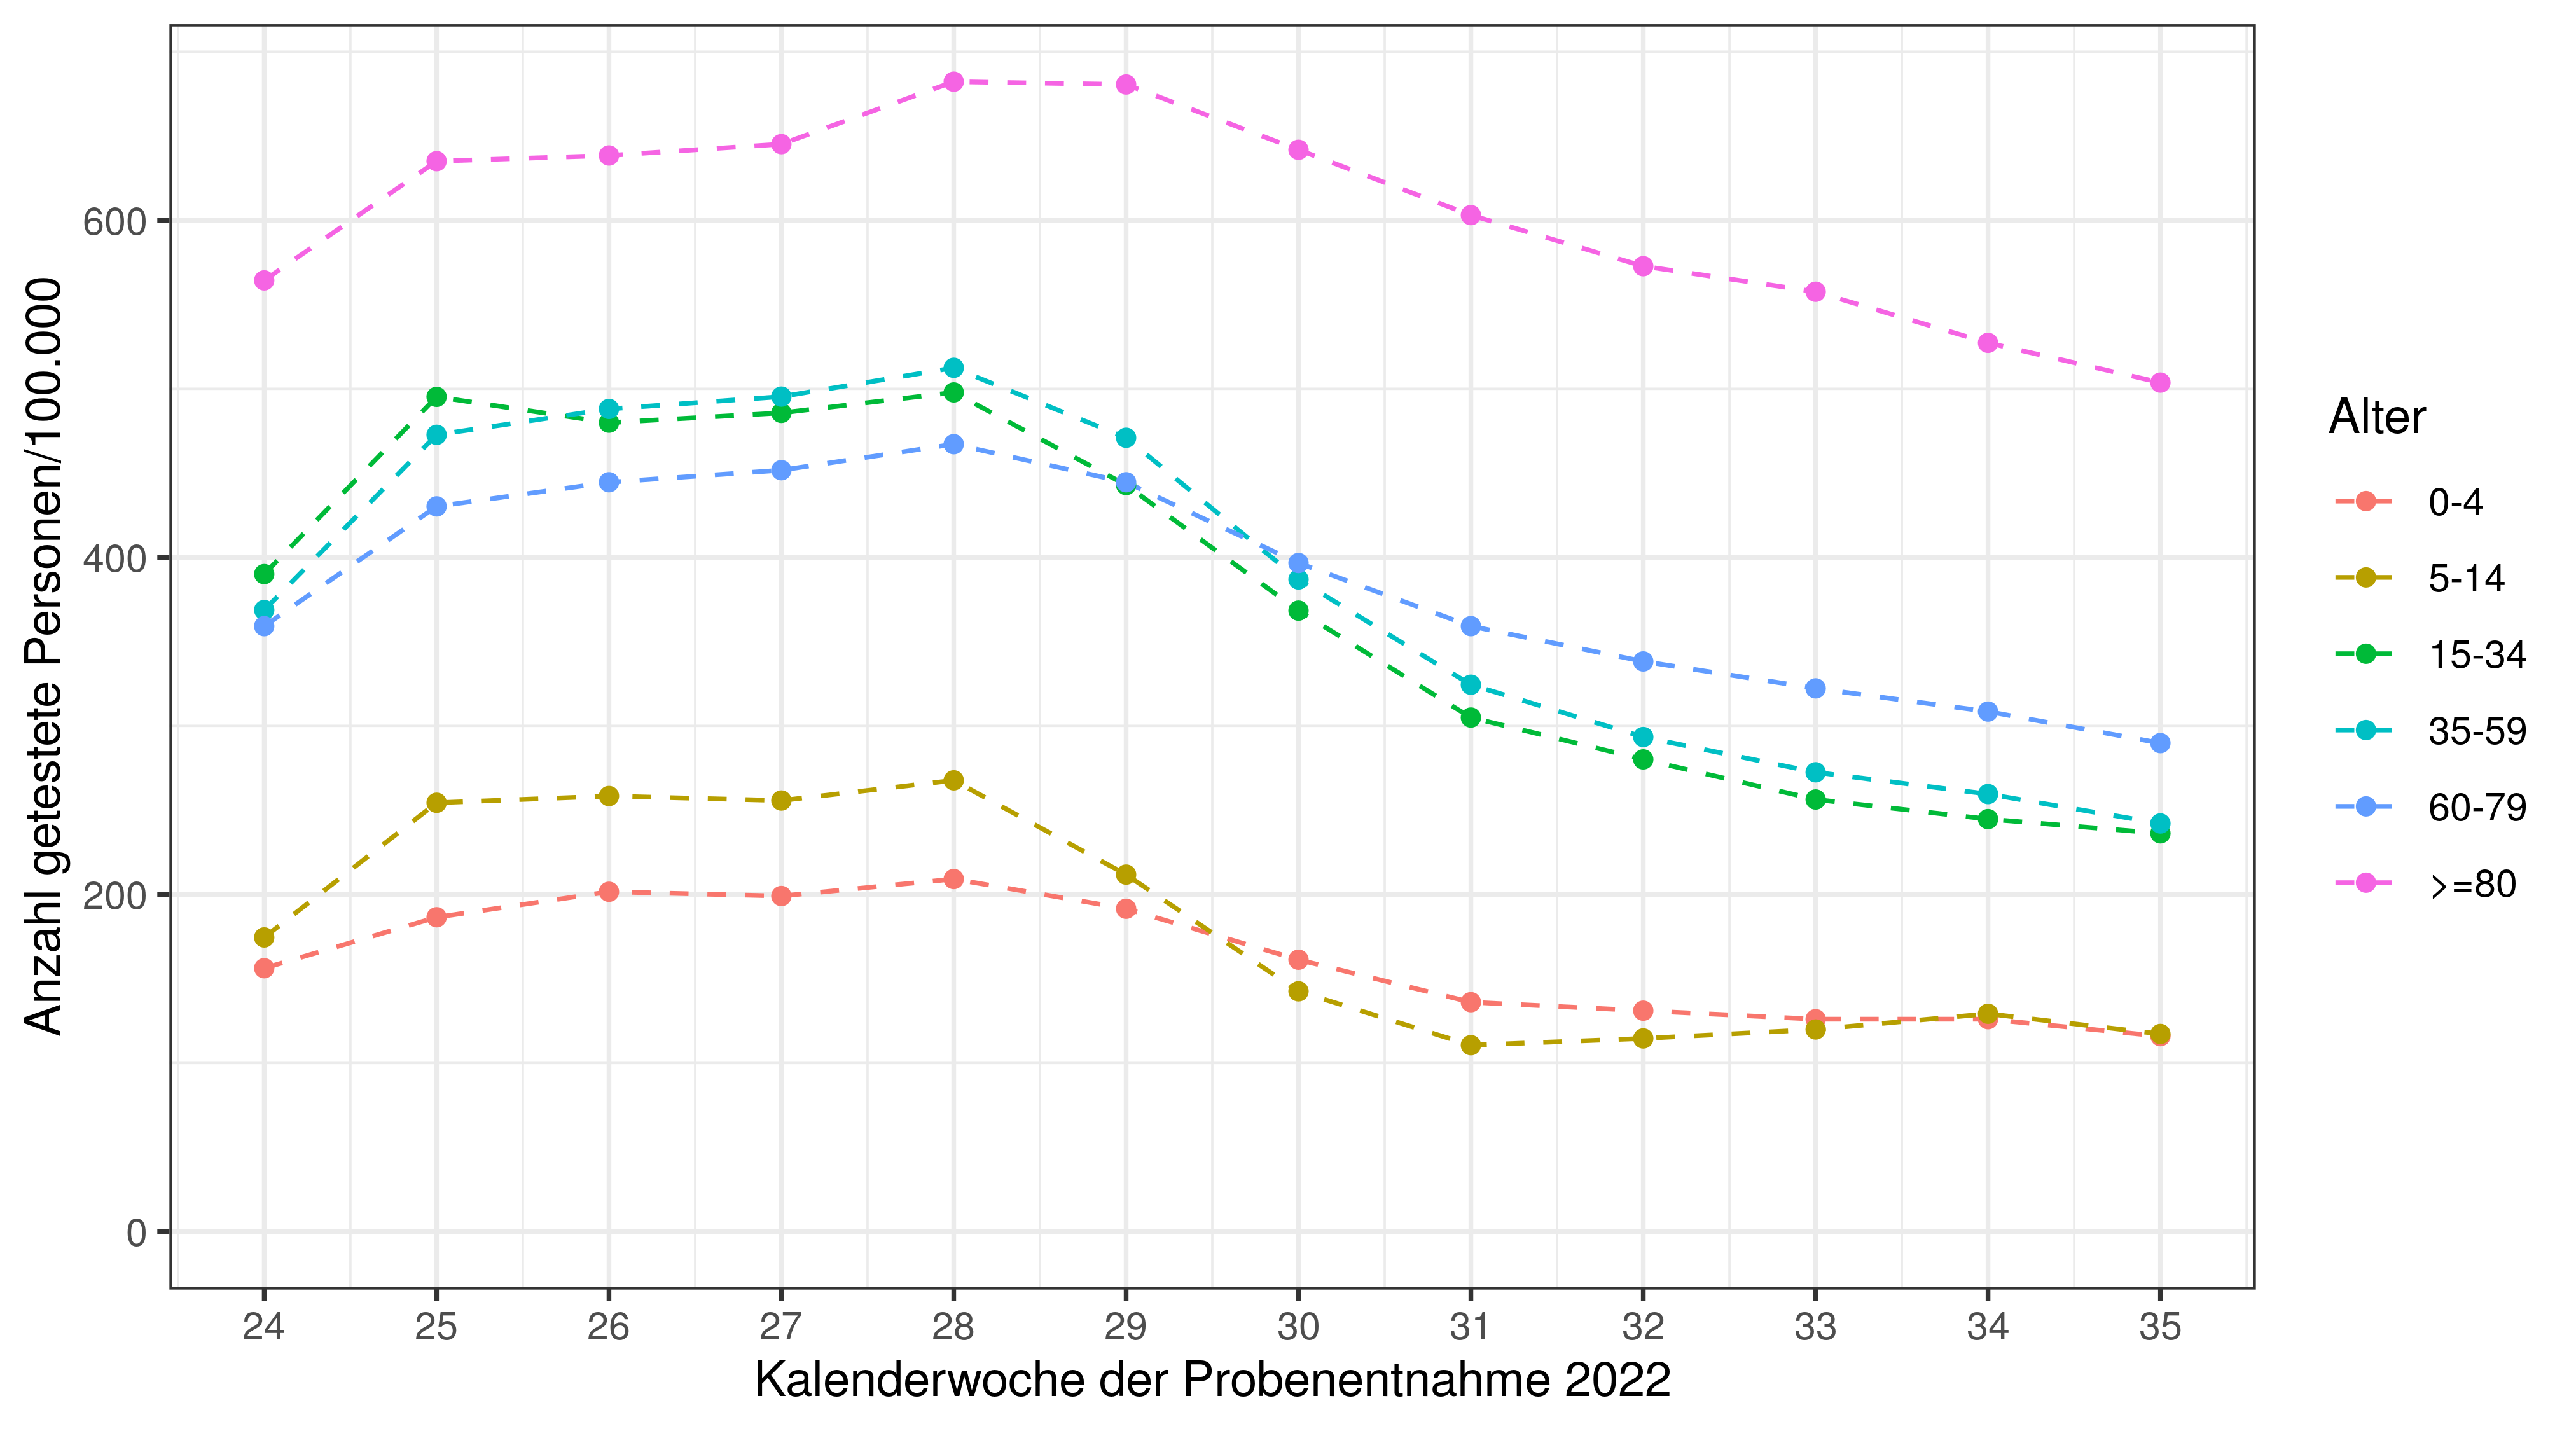 Anzahl getestete Personen/100.000
600
400
200
0
24 25 26 27 28 29 30 31 32 33 34 35
Kalenderwoche der Probenentnahme 2022
Alter
0-4
5-14
15-34
35-59
60-79
>=80